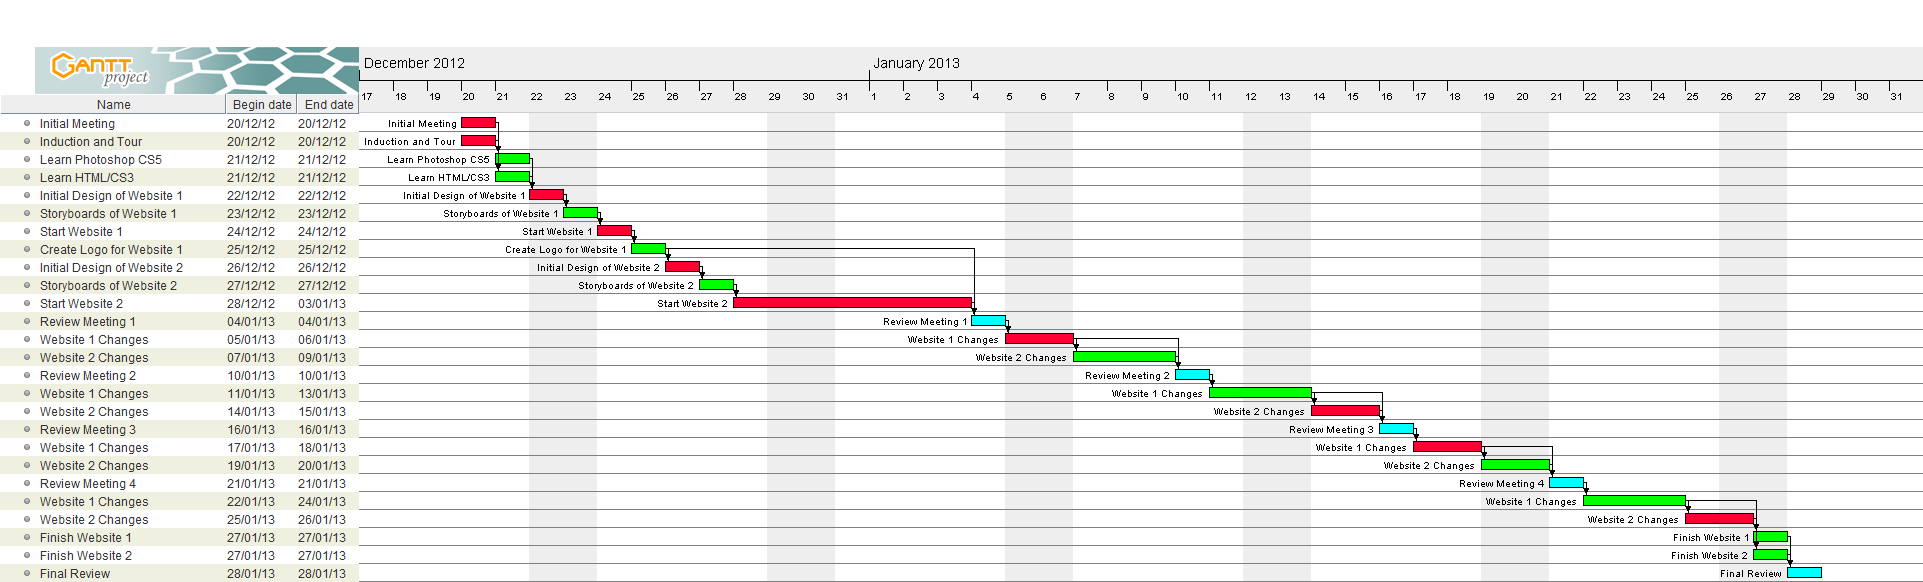 GANTT
project
December 2012 January 2013
17 18 19 20 21 22 23 24 25 26 27 28 29 30 31 1 2 3 4 5 6 7 8 9 10 11 12 13 14 15 16 17 18 19 20 21 22 23 24 25 26 27 28 29 30 31
Name Begin date End date
Initial Meeting 20/12/12 20/12/12 Initial Meeting
Induction and Tour 20/12/12 20/12/12 Induction and Tour
Learn Photoshop CS5 21/12/12 21/12/12 Learn Photoshop CS5
Learn HTML/CS3 21/12/12 21/12/12 Learn HTML/CS3
Initial Design of Website 1 22/12/12 22/12/12 Initial Design of Website 1
Storyboards of Website 1 23/12/12 23/12/12 Storyboards of Website 1
Start Website 1 24/12/12 24/12/12 Start Website 1
Create Logo for Website 1 25/12/12 25/12/12 Create Logo for Website 1
Initial Design of Website 2 26/12/12 26/12/12 Initial Design of Website 2
Storyboards of Website 2 27/12/12 27/12/12 Storyboards of Website 2
Start Website 2 28/12/12 03/01/13 Start Website 2
Review Meeting 1 04/01/13 04/01/13 Review Meeting 1
Website 1 Changes 05/01/13 06/01/13 Website 1 Changes
Website 2 Changes 07/01/13 09/01/13 Website 2 Changes
Review Meeting 2 10/01/13 10/01/13 Review Meeting 2
Website 1 Changes 11/01/13 13/01/13 Website 1 Changes
Website 2 Changes 14/01/13 15/01/13 Website 2 Changes
Review Meeting 3 16/01/13 16/01/13 Review Meeting 3
Website 1 Changes 17/01/13 18/01/13 Website 1 Changes
Website 2 Changes 19/01/13 20/01/13 Website 2 Changes
Review Meeting 4 21/01/13 21/01/13 Review Meeting 4
Website 1 Changes 22/01/13 24/01/13 Website 1 Changes
Website 2 Changes 25/01/13 26/01/13 Website 2 Changes
Finish Website 1 27/01/13 27/01/13 Finish Website 1
Finish Website 2 27/01/13 27/01/13 Finish Website 2
Final Review 28/01/13 28/01/13 Final Review